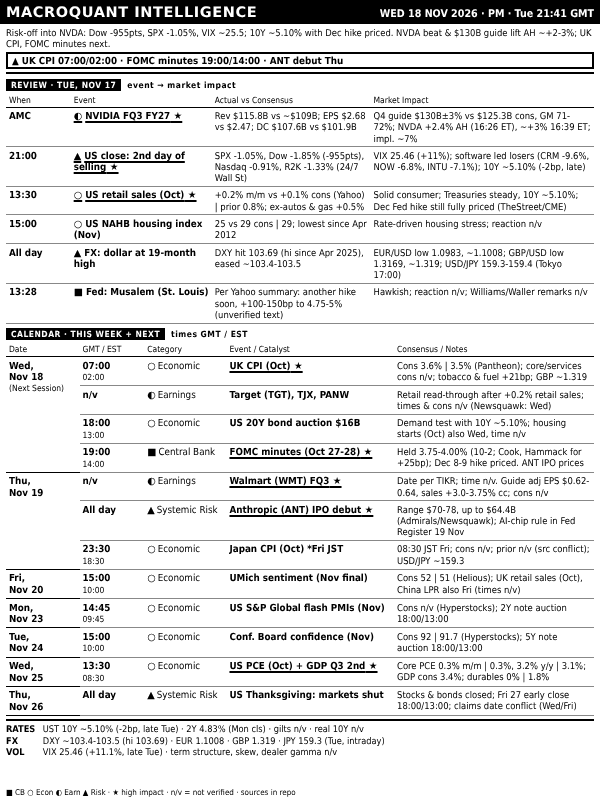 MACROQUANT INTELLIGENCE WED 18 NOV 2026 · PM · Tue 21:41 GMT
Risk-off into NVDA: Dow -955pts, SPX -1.05%, VIX ~25.5; 10Y ~5.10% with Dec hike priced. NVDA beat & $130B guide lift AH ~+2-3%; UK
CPI, FOMC minutes next.
▲ UK CPI 07:00/02:00 · FOMC minutes 19:00/14:00 · ANT debut Thu
REVIEW · TUE, NOV 17 event → market impact
When Event Actual vs Consensus Market Impact
AMC ◐ NVIDIA FQ3 FY27 ★ Rev $115.8B vs ~$109B; EPS $2.68 Q4 guide $130B±3% vs $125.3B cons, GM 71-
vs $2.47; DC $107.6B vs $101.9B 72%; NVDA +2.4% AH (16:26 ET), ~+3% 16:39 ET;
impl. ~7%
21:00 ▲ US close: 2nd day of SPX -1.05%, Dow -1.85% (-955pts), VIX 25.46 (+11%); software led losers (CRM -9.6%,
selling ★ Nasdaq -0.91%, R2K -1.33% (24/7 NOW -6.8%, INTU -7.1%); 10Y ~5.10% (-2bp, late)
Wall St)
13:30 ○ US retail sales (Oct) ★ +0.2% m/m vs +0.1% cons (Yahoo) Solid consumer; Treasuries steady, 10Y ~5.10%;
| prior 0.8%; ex-autos & gas +0.5% Dec Fed hike still fully priced (TheStreet/CME)
15:00 ○ US NAHB housing index 25 vs 29 cons | 29; lowest since Apr Rate-driven housing stress; reaction n/v
(Nov) 2012
All day ▲ FX: dollar at 19-month DXY hit 103.69 (hi since Apr 2025), EUR/USD low 1.0983, ~1.1008; GBP/USD low
high eased ~103.4-103.5 1.3169, ~1.319; USD/JPY 159.3-159.4 (Tokyo
17:00)
13:28 ■ Fed: Musalem (St. Louis) Per Yahoo summary: another hike Hawkish; reaction n/v; Williams/Waller remarks n/v
soon, +100-150bp to 4.75-5%
(unverified text)
CALENDAR · THIS WEEK + NEXT times GMT / EST
Date GMT / EST Category Event / Catalyst Consensus / Notes
Wed, 07:00 ○ Economic UK CPI (Oct) ★ Cons 3.6% | 3.5% (Pantheon); core/services
Nov 18 02:00 cons n/v; tobacco & fuel +21bp; GBP ~1.319
(Next Session)
n/v ◐ Earnings Target (TGT), TJX, PANW Retail read-through after +0.2% retail sales;
times & cons n/v (Newsquawk: Wed)
18:00 ○ Economic US 20Y bond auction $16B Demand test with 10Y ~5.10%; housing
13:00 starts (Oct) also Wed, time n/v
19:00 ■ Central Bank FOMC minutes (Oct 27-28) ★ Held 3.75-4.00% (10-2; Cook, Hammack for
14:00 +25bp); Dec 8-9 hike priced. ANT IPO prices
Thu, n/v ◐ Earnings Walmart (WMT) FQ3 ★ Date per TIKR; time n/v. Guide adj EPS $0.62-
Nov 19 0.64, sales +3.0-3.75% cc; cons n/v
All day ▲ Systemic Risk Anthropic (ANT) IPO debut ★ Range $70-78, up to $64.4B
(Admirals/Newsquawk); AI-chip rule in Fed
Register 19 Nov
23:30 ○ Economic Japan CPI (Oct) *Fri JST 08:30 JST Fri; cons n/v; prior n/v (src conflict);
18:30 USD/JPY ~159.3
Fri, 15:00 ○ Economic UMich sentiment (Nov final) Cons 52 | 51 (Helious); UK retail sales (Oct),
Nov 20 10:00 China LPR also Fri (times n/v)
Mon, 14:45 ○ Economic US S&P Global flash PMIs (Nov) Cons n/v (Hyperstocks); 2Y note auction
Nov 23 09:45 18:00/13:00
Tue, 15:00 ○ Economic Conf. Board confidence (Nov) Cons 92 | 91.7 (Hyperstocks); 5Y note
Nov 24 10:00 auction 18:00/13:00
Wed, 13:30 ○ Economic US PCE (Oct) + GDP Q3 2nd ★ Core PCE 0.3% m/m | 0.3%, 3.2% y/y | 3.1%;
Nov 25 08:30 GDP cons 3.4%; durables 0% | 1.8%
Thu, All day ▲ Systemic Risk US Thanksgiving: markets shut Stocks & bonds closed; Fri 27 early close
Nov 26 18:00/13:00; claims date conflict (Wed/Fri)
RATES UST 10Y ~5.10% (-2bp, late Tue) · 2Y 4.83% (Mon cls) · gilts n/v · real 10Y n/v
FX DXY ~103.4-103.5 (hi 103.69) · EUR 1.1008 · GBP 1.319 · JPY 159.3 (Tue, intraday)
VOL VIX 25.46 (+11.1%, late Tue) · term structure, skew, dealer gamma n/v
■ CB ○ Econ ◐ Earn ▲ Risk · ★ high impact · n/v = not verified · sources in repo